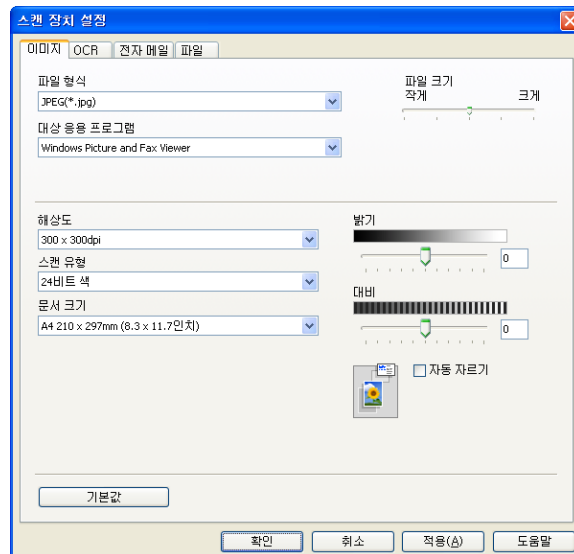 스캔 장치 설정
이미지 OCR 전자 메일 파일
파일 형식
JPEG(*.jpg)
파일 크기
작게 크게
대상 응용 프로그램
Windows Picture and Fax Viewer
해상도
300 x 300dpi
스캔 유형
24비트 색
문서 크기
A4 210 x 297mm (8.3 x 11.7인치)
밝기
0
대비
0
자동 자르기
기본값
확인 취소 적용(A) 도움말